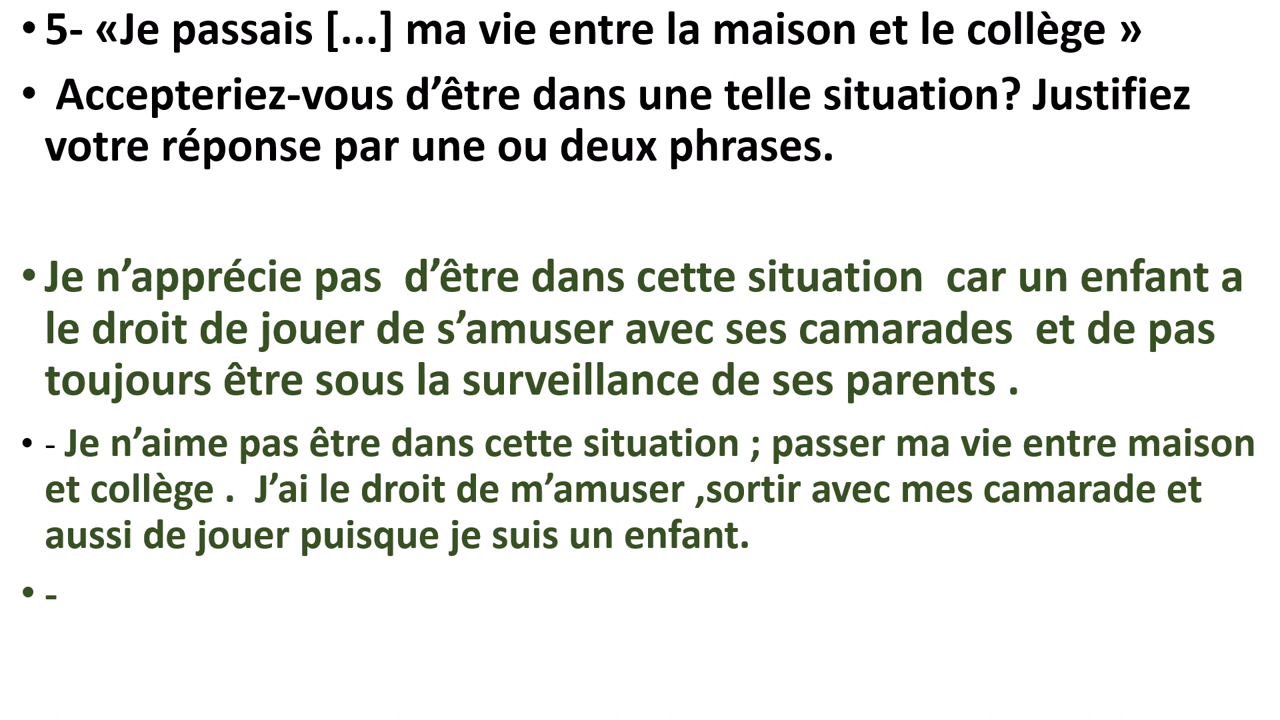 • 5- «Je passais [...] ma vie entre la maison et le collège »
• Accepteriez-vous d’être dans une telle situation? Justifiez
votre réponse par une ou deux phrases.
• Je n’apprécie pas  d’être dans cette situation  car un enfant a
le droit de jouer de s’amuser avec ses camarades  et de pas
toujours être sous la surveillance de ses parents .
• - Je n’aime pas être dans cette situation ; passer ma vie entre maison
et collège .  J’ai le droit de m’amuser ,sortir avec mes camarade et
aussi de jouer puisque je suis un enfant.
• -